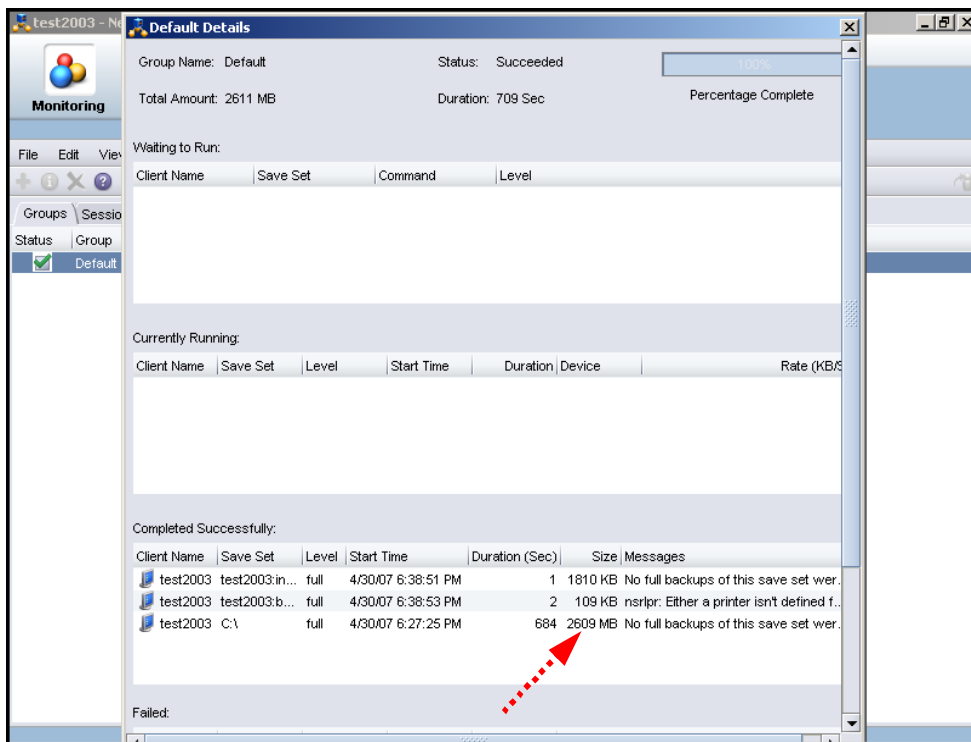 test2003 - Ne
Default Details
Monitoring
File Edit Viev
Groups Sessio
Status Group
Default
Group Name: Default Status: Succeeded 100%
Total Amount: 2611 MB Duration: 709 Sec Percentage Complete
Waiting to Run:
Client Name Save Set Command Level
Currently Running:
Client Name Save Set Level Start Time Duration Device Rate (KB/S
Completed Successfully:
Client Name Save Set Level Start Time Duration (Sec) Size Messages
test2003 test2003:in... full 4/30/07 6:38:51 PM 1 1810 KB No full backups of this save set wer..
test2003 test2003:b... full 4/30/07 6:38:53 PM 2 109 KB nsrlpr: Either a printer isn't defined f..
test2003 C:\ full 4/30/07 6:27:25 PM 684 2609 MB No full backups of this save set wer..
Failed: